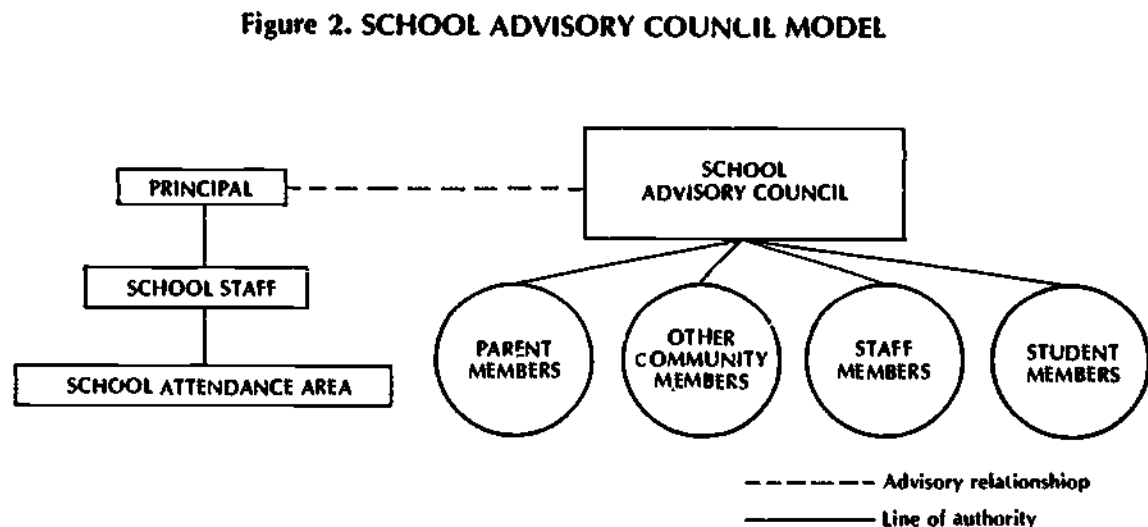 Figure 2. SCHOOL ADVISORY COUNCIL MODEL
PRINCIPAL
SCHOOL
ADVISORY COUNCIL
SCHOOL STAFF
SCHOOL ATTENDANCE AREA
PARENT
MEMBERS
OTHER
COMMUNITY
MEMBERS
STAFF
MEMBERS
STUDENT
MEMBERS
Advisory relationshiop
Line of authority